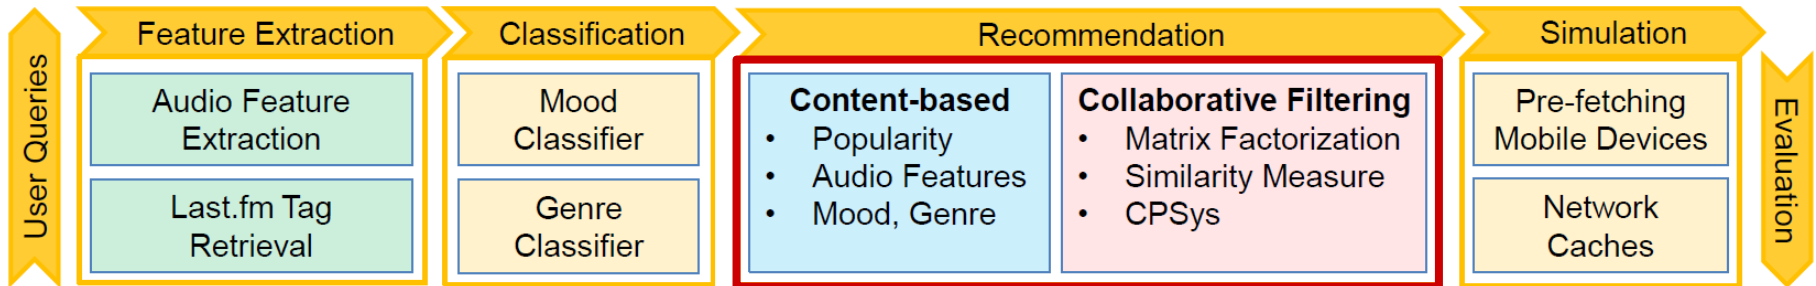 User Queries
Feature Extraction
Audio Feature
Extraction
Last.fm Tag
Retrieval
Classification
Mood
Classifier
Genre
Classifier
Recommendation
Content-based
• Popularity
• Audio Features
• Mood, Genre
Collaborative Filtering
• Matrix Factorization
• Similarity Measure
• CPSys
Simulation
Pre-fetching
Mobile Devices
Network
Caches
Evaluation